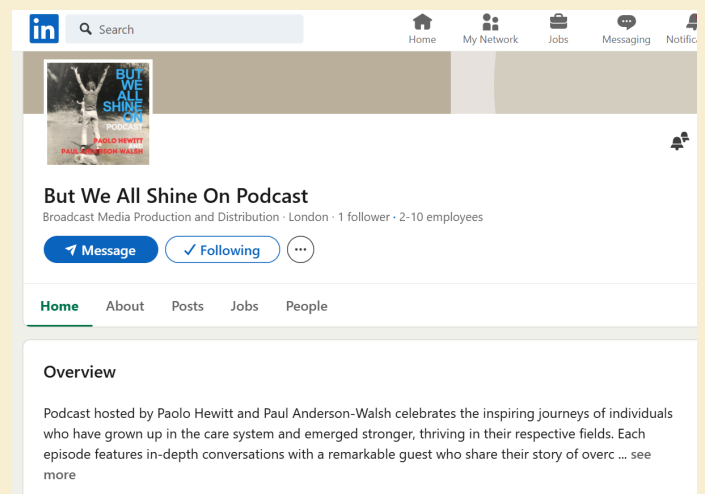 in
Search
Home
My Network
Jobs
Messaging
BUT
WE
ALL
SHINE
ON
PODCAST
PAOLO HEWITT
But We All Shine On Podcast
Broadcast Media Production and Distribution · London · 1 follower · 2-10 employees
Message
Following
Home
About
Posts
Jobs
People
Overview
Podcast hosted by Paolo Hewitt and Paul Anderson-Walsh celebrates the inspiring journeys of individuals
who have grown up in the care system and emerged stronger, thriving in their respective fields. Each
episode features in-depth conversations with a remarkable guest who share their story of overc ... see
more